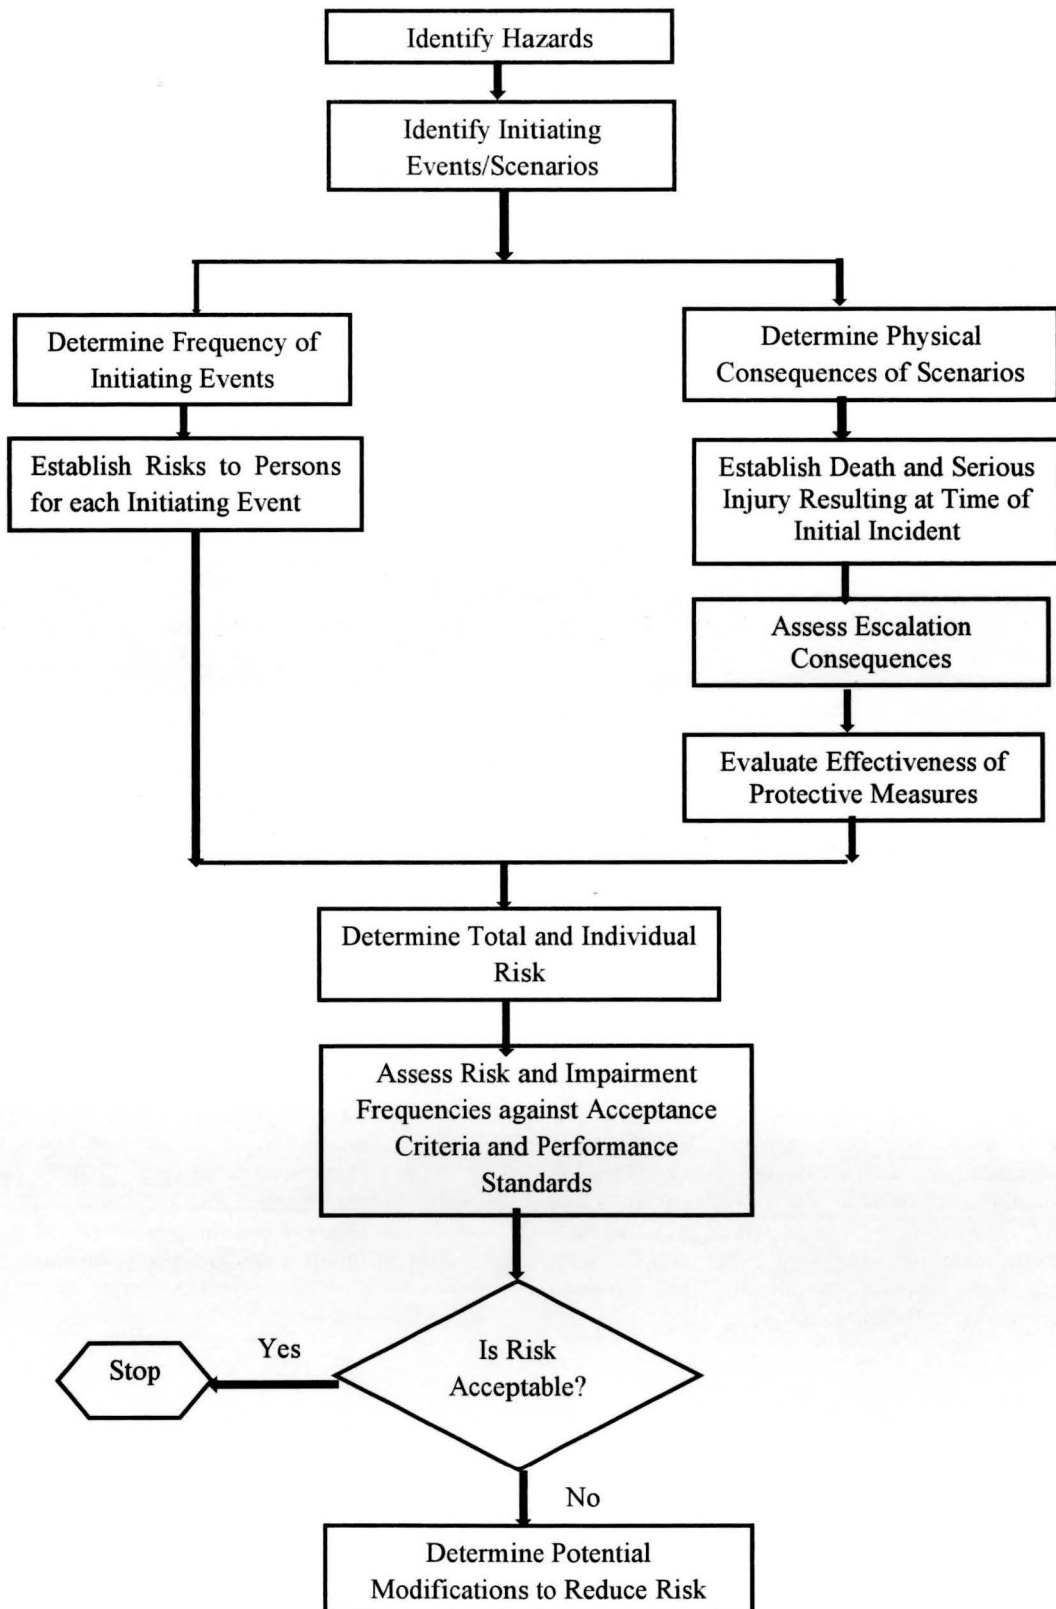 Identify Hazards
Identify Initiating
Events/Scenarios
Determine Frequency of
Initiating Events
Establish Risks to Persons
for each Initiating Event
Determine Physical
Consequences of Scenarios
Establish Death and Serious
Injury Resulting at Time of
Initial Incident
Assess Escalation
Consequences
Evaluate Effectiveness of
Protective Measures
Determine Total and Individual
Risk
Assess Risk and Impairment
Frequencies against Acceptance
Criteria and Performance
Standards
Is Risk
Acceptable?
Yes
Stop
No
Determine Potential
Modifications to Reduce Risk